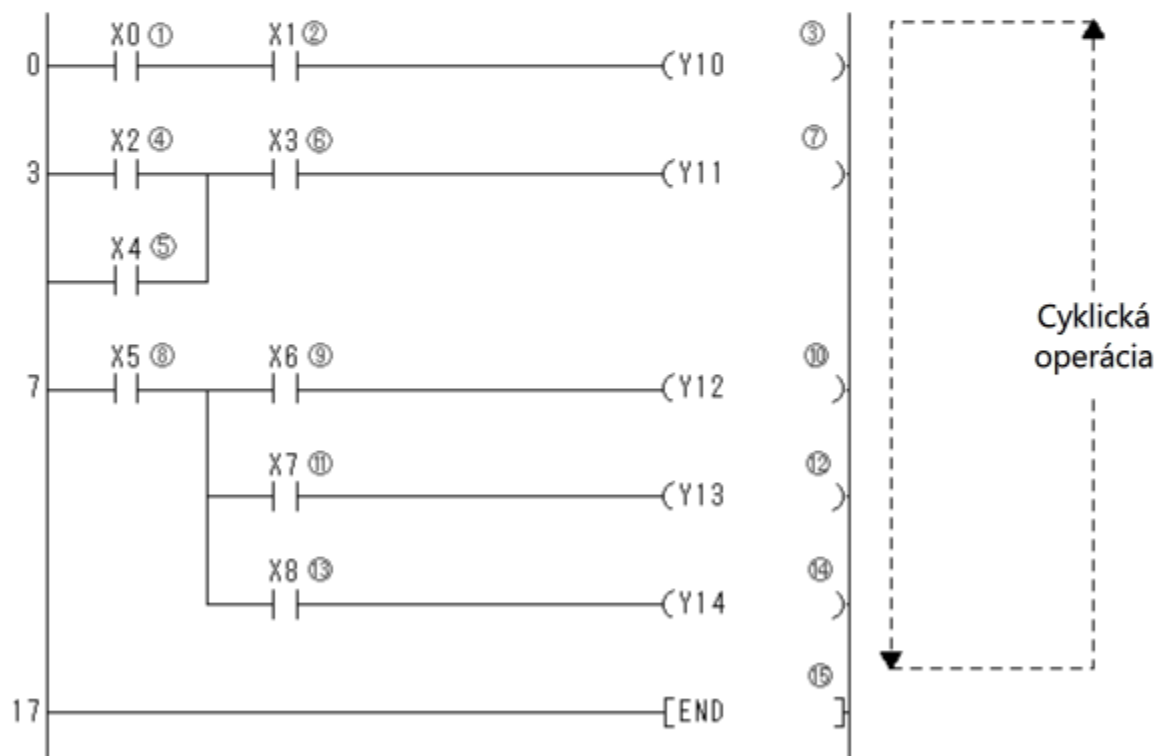 X0 ① X1 ② ③
0 (Y10 )
X2 ④ X3 ⑥ ⑦
3 (Y11 )
X4 ⑤
Cyklická
operácia
X5 ⑧ X6 ⑨ ⑩
7 (Y12 )
X7 ⑪ ⑫
(Y13 )
X8 ⑬ ⑭
(Y14 )
⑮
17 [END ]